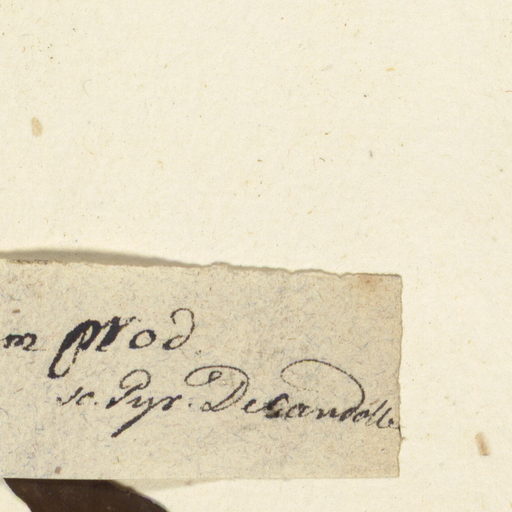 m prod.
sc. Pyr. Decandolle